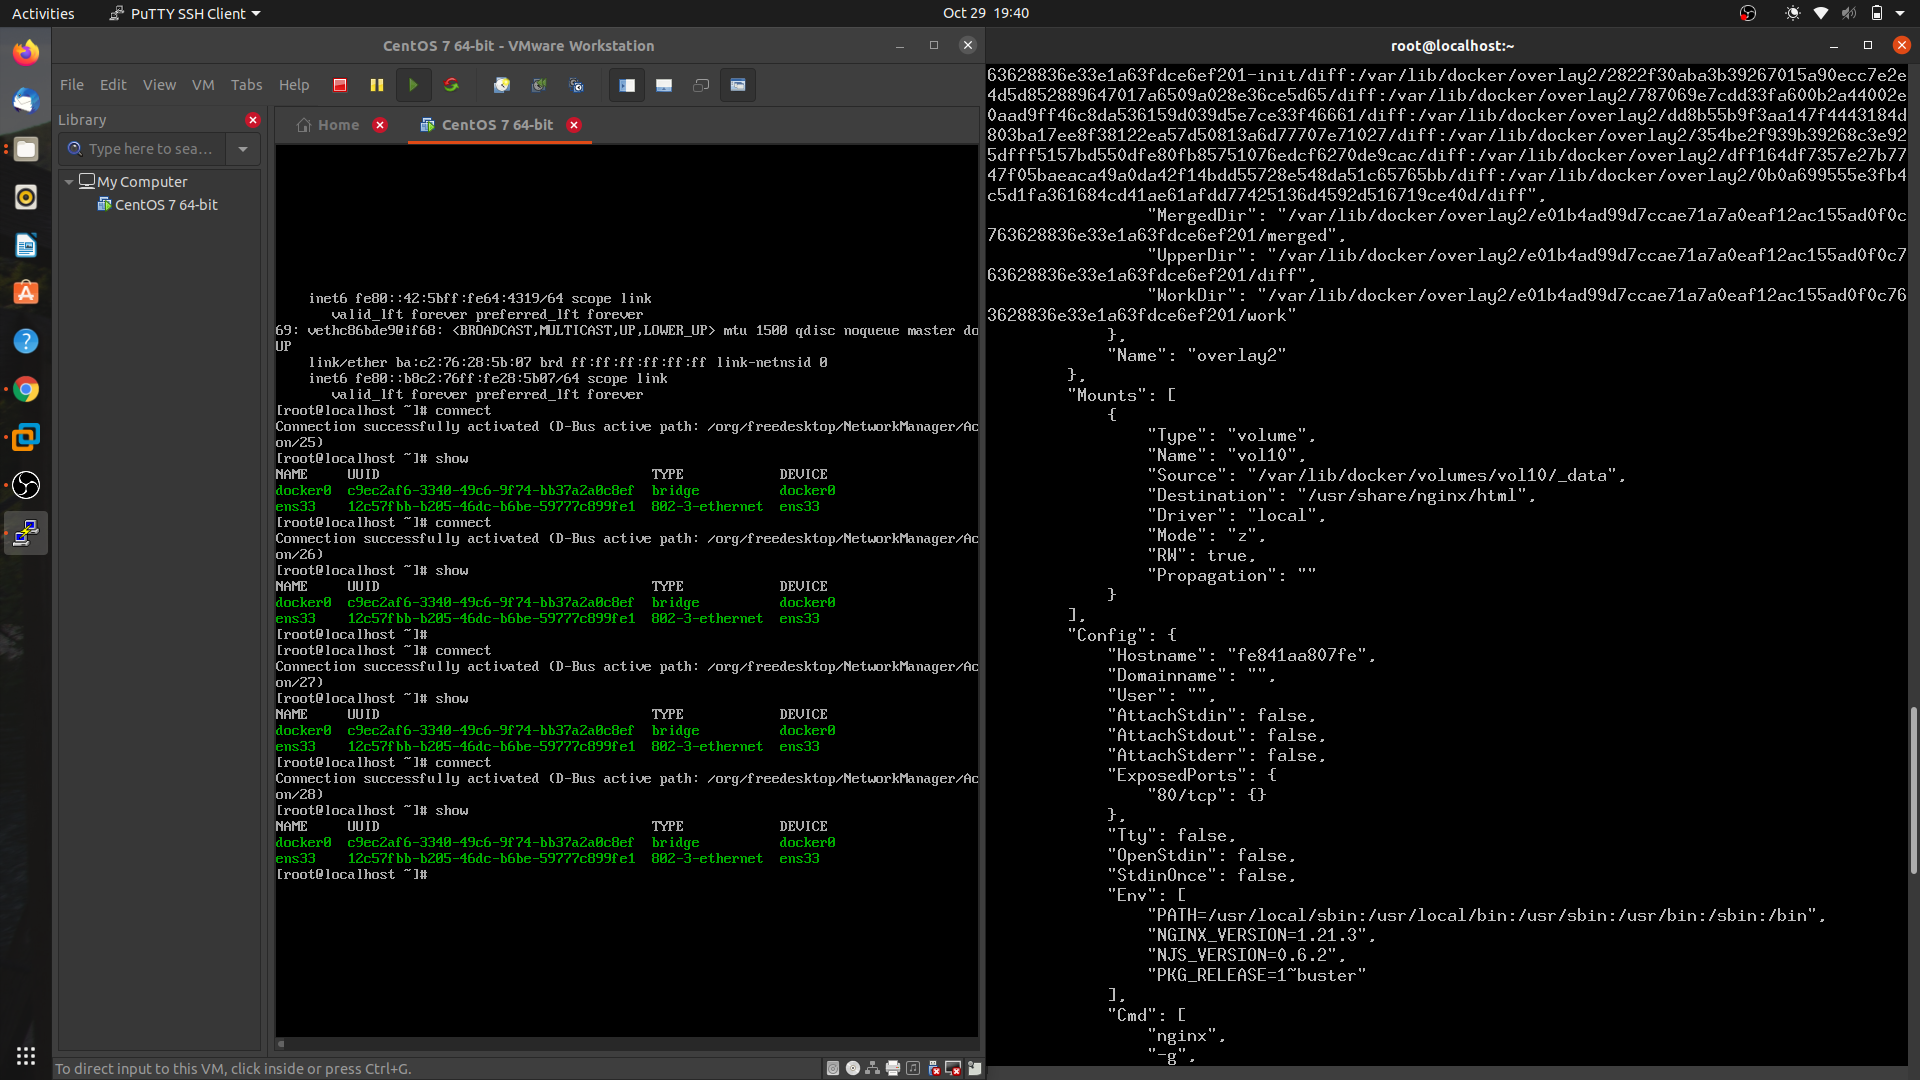 Activities
PuTTY SSH Client
Oct 29 19:40
CentOS 7 64-bit - VMware Workstation
File Edit View VM Tabs Help
Library
Type here to sea...
My Computer
CentOS 7 64-bit
Home
CentOS 7 64-bit
inet6 fe80::42:5bff:fe64:4319/64 scope link
valid_lft forever preferred_lft forever
69: vethc86bde9@if68: <BROADCAST,MULTICAST,UP,LOWER_UP> mtu 1500 qdisc noqueue master do
UP
link/ether ba:c2:76:28:5b:07 brd ff:ff:ff:ff:ff:ff link-netnsid 0
inet6 fe80::b8c2:76ff:fe28:5b07/64 scope link
valid_lft forever preferred_lft forever
[root@localhost ~]# connect
Connection successfully activated (D-Bus active path: /org/freedesktop/NetworkManager/Ac
on/25)
[root@localhost ~]# show
NAME UUID TYPE DEVICE
docker0 c9ec2af6-3340-49c6-9f74-bb37a2a0c8ef bridge docker0
ens33 12c57fbb-b205-46dc-b6be-59777c899fe1 802-3-ethernet ens33
[root@localhost ~]# connect
Connection successfully activated (D-Bus active path: /org/freedesktop/NetworkManager/Ac
on/26)
[root@localhost ~]# show
NAME UUID TYPE DEVICE
docker0 c9ec2af6-3340-49c6-9f74-bb37a2a0c8ef bridge docker0
ens33 12c57fbb-b205-46dc-b6be-59777c899fe1 802-3-ethernet ens33
[root@localhost ~]#
[root@localhost ~]# connect
Connection successfully activated (D-Bus active path: /org/freedesktop/NetworkManager/Ac
on/27)
[root@localhost ~]# show
NAME UUID TYPE DEVICE
docker0 c9ec2af6-3340-49c6-9f74-bb37a2a0c8ef bridge docker0
ens33 12c57fbb-b205-46dc-b6be-59777c899fe1 802-3-ethernet ens33
[root@localhost ~]# connect
Connection successfully activated (D-Bus active path: /org/freedesktop/NetworkManager/Ac
on/28)
[root@localhost ~]# show
NAME UUID TYPE DEVICE
docker0 c9ec2af6-3340-49c6-9f74-bb37a2a0c8ef bridge docker0
ens33 12c57fbb-b205-46dc-b6be-59777c899fe1 802-3-ethernet ens33
[root@localhost ~]#
To direct input to this VM, click inside or press Ctrl+G.
root@localhost:~
63628836e33e1a63fdce6ef201-init/diff:/var/lib/docker/overlay2/2822f30aba3b39267015a90ecc7e2e
4d5d852889647017a6509a028e36ce5d65/diff:/var/lib/docker/overlay2/787069e7cdd33fa600b2a44002e
0aad9ff46c8da536159d039d5e7ce33f46661/diff:/var/lib/docker/overlay2/dd8b55b9f3aa147f4443184d
803ba17ee8f38122ea57d50813a6d77707e71027/diff:/var/lib/docker/overlay2/354be2f939b39268c3e92
5dfff5157bd550dfe80fb85751076edcf6270de9cac/diff:/var/lib/docker/overlay2/dff164df7357e27b77
47f05baeaca49a0da42f14bdd55728e548da51c65765bb/diff:/var/lib/docker/overlay2/0b0a699555e3fb4
c5d1fa361684cd41ae61afdd77425136d4592d516719ce40d/diff",
"MergedDir": "/var/lib/docker/overlay2/e01b4ad99d7ccae71a7a0eaf12ac155ad0f0c
763628836e33e1a63fdce6ef201/merged",
"UpperDir": "/var/lib/docker/overlay2/e01b4ad99d7ccae71a7a0eaf12ac155ad0f0c7
63628836e33e1a63fdce6ef201/diff",
"WorkDir": "/var/lib/docker/overlay2/e01b4ad99d7ccae71a7a0eaf12ac155ad0f0c76
3628836e33e1a63fdce6ef201/work"
},
"Name": "overlay2"
},
"Mounts": [
{
"Type": "volume",
"Name": "vol10",
"Source": "/var/lib/docker/volumes/vol10/_data",
"Destination": "/usr/share/nginx/html",
"Driver": "local",
"Mode": "z",
"RW": true,
"Propagation": ""
}
],
"Config": {
"Hostname": "fe841aa807fe",
"Domainname": "",
"User": "",
"AttachStdin": false,
"AttachStdout": false,
"AttachStderr": false,
"ExposedPorts": {
"80/tcp": {}
},
"Tty": false,
"OpenStdin": false,
"StdinOnce": false,
"Env": [
"PATH=/usr/local/sbin:/usr/local/bin:/usr/sbin:/usr/bin:/sbin:/bin",
"NGINX_VERSION=1.21.3",
"NJS_VERSION=0.6.2",
"PKG_RELEASE=1~buster"
],
"Cmd": [
"nginx",
"-g",